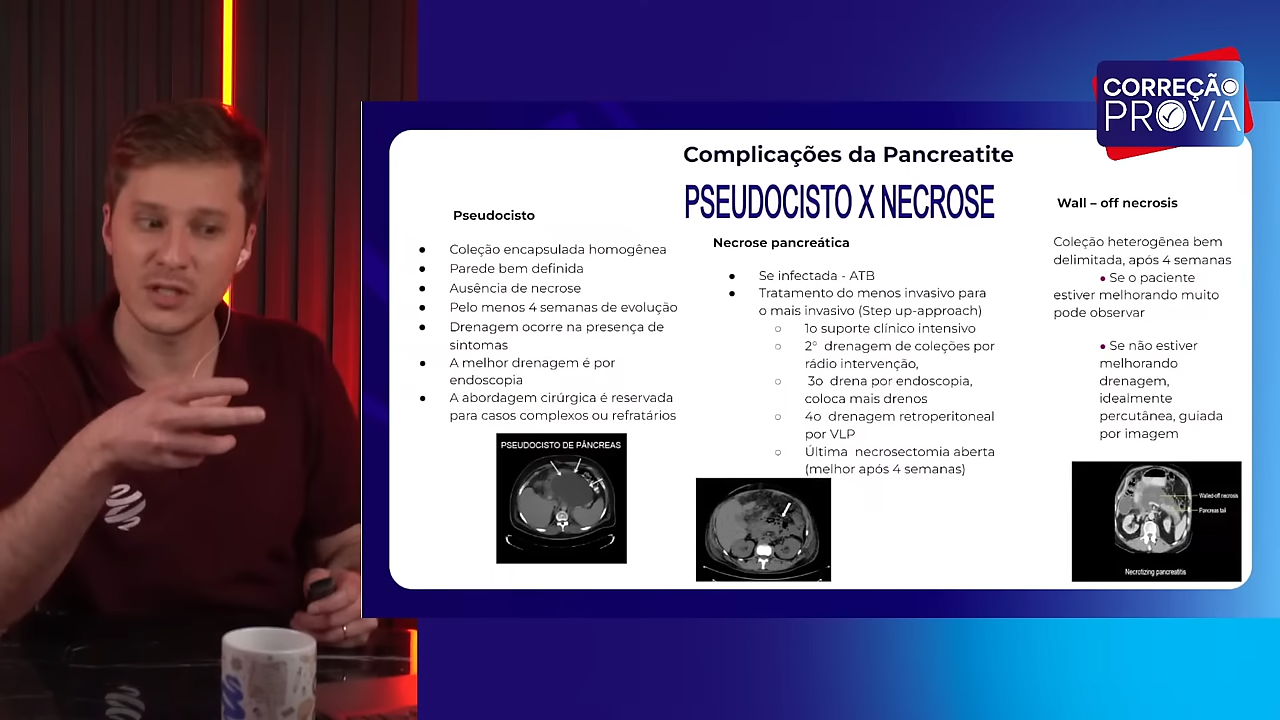 CORREÇÃO
PROVA
Complicações da Pancreatite
PSEUDOCISTO X NECROSE
Pseudocisto
● Coleção encapsulada homogênea
● Parede bem definida
● Ausência de necrose
● Pelo menos 4 semanas de evolução
● Drenagem ocorre na presença de
sintomas
● A melhor drenagem é por
endoscopia
● A abordagem cirúrgica é reservada
para casos complexos ou refratários
PSEUDOCISTO DE PÂNCREAS
Necrose pancreática
● Se infectada - ATB
● Tratamento do menos invasivo para
o mais invasivo (Step up-approach)
○ 1o suporte clínico intensivo
○ 2° drenagem de coleções por
rádio intervenção,
○ 3o drena por endoscopia,
coloca mais drenos
○ 4o drenagem retroperitoneal
por VLP
○ Última necrosectomia aberta
(melhor após 4 semanas)
Wall – off necrosis
Coleção heterogênea bem
delimitada, após 4 semanas
● Se o paciente
estiver melhorando muito
pode observar
● Se não estiver
melhorando
drenagem,
idealmente
percutânea, guiada
por imagem
Walled-off necrosis
Pancreas tail
Necrotizing pancreatitis